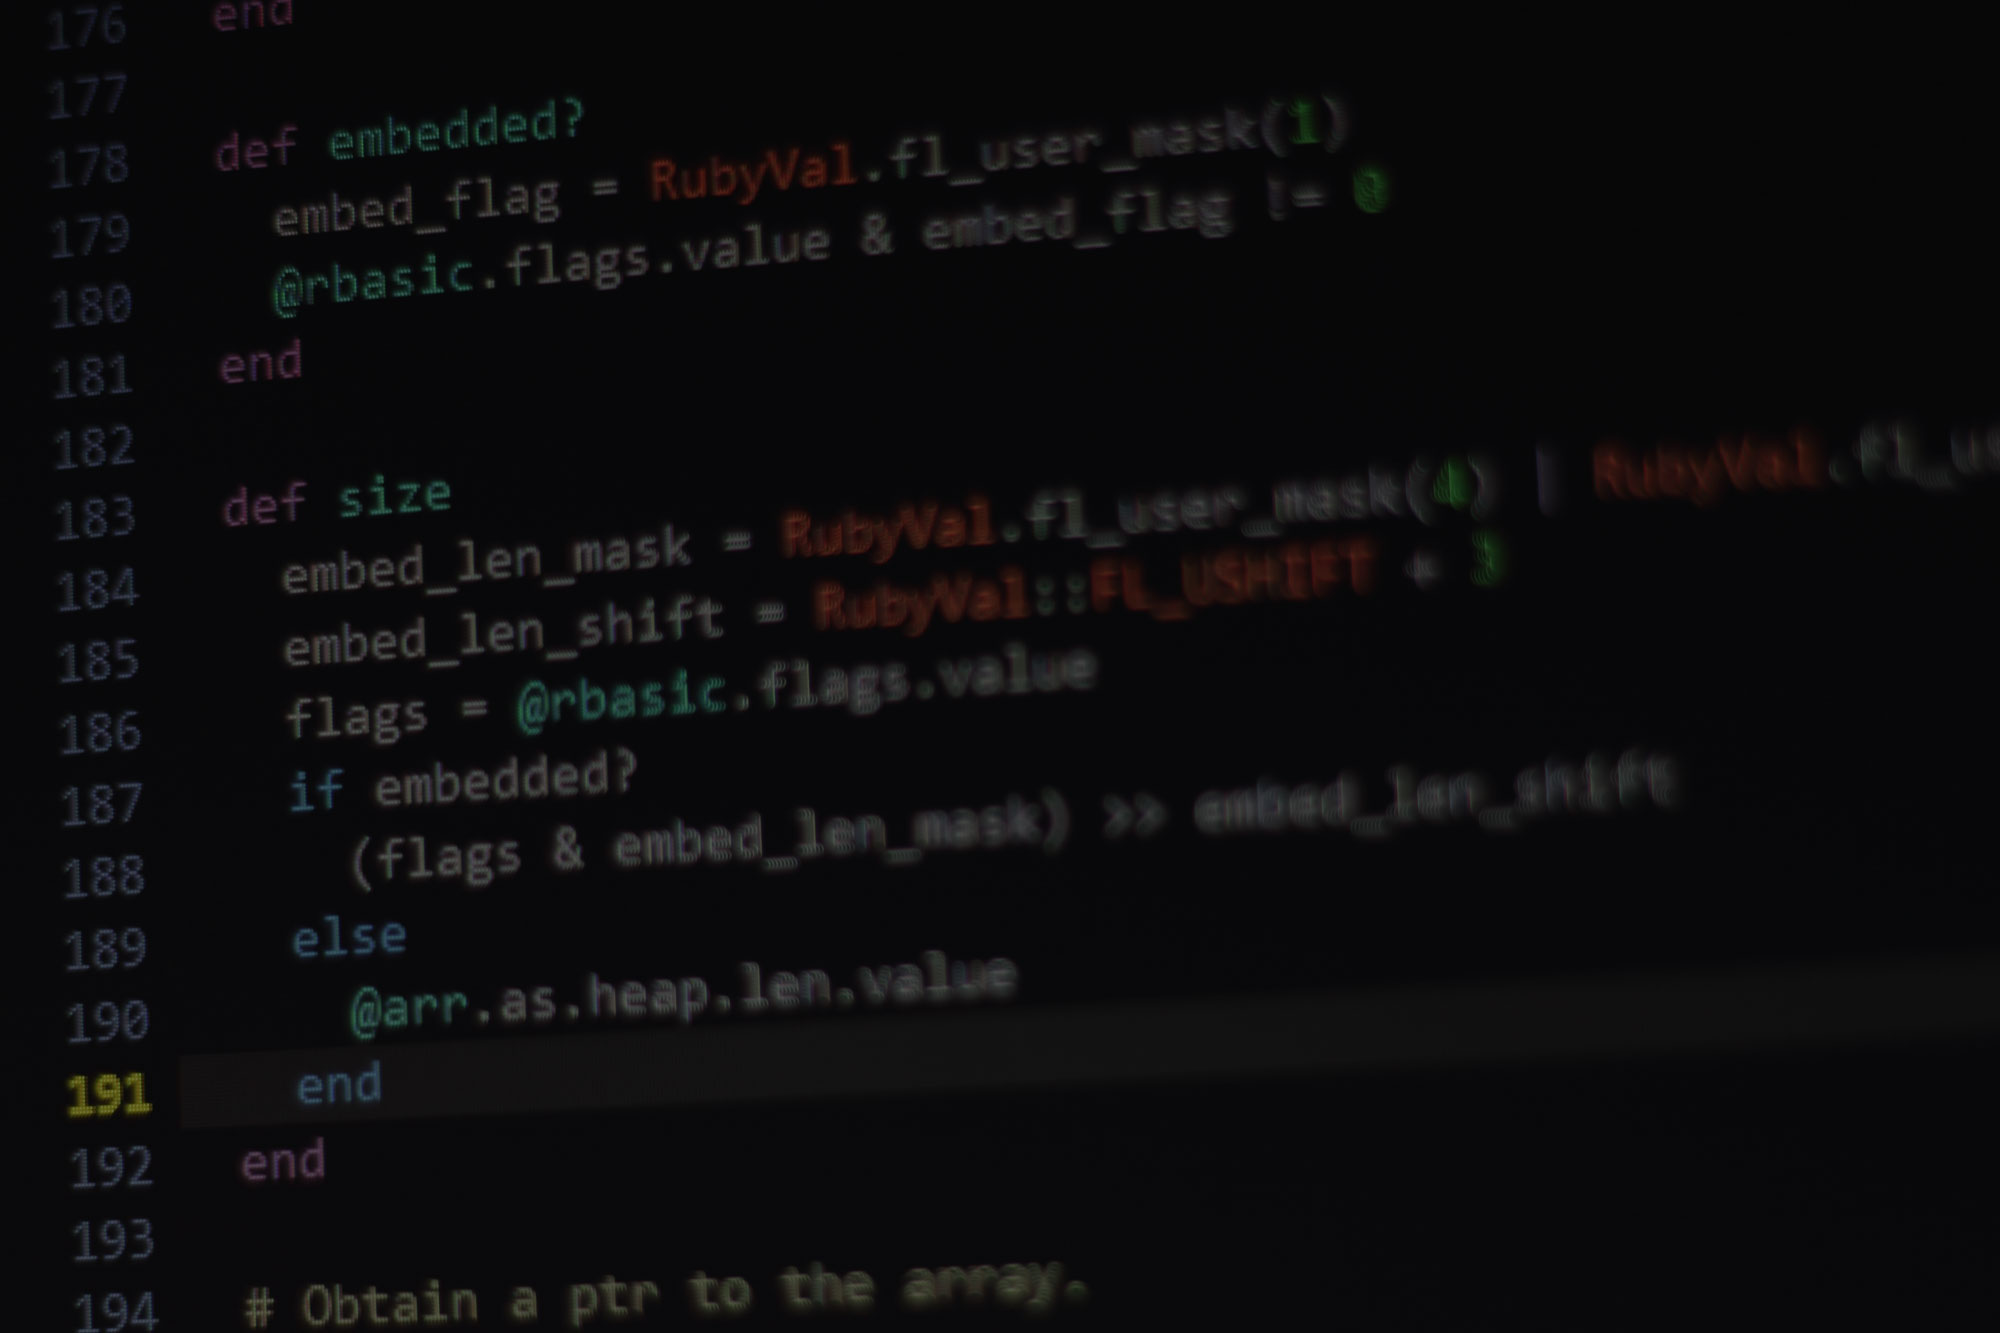 176 end
177
178 def embedded?
179 embed_flag = RubyVal.fl_user_mask(1)
180 @rbasic.flags.value & embed_flag != 0
181 end
182
183 def size
184 embed_len_mask = RubyVal.fl_user_mask(4) | RubyVal.fl_us
185 embed_len_shift = RubyVal::FL_USHIFT + 3
186 flags = @rbasic.flags.value
187 if embedded?
188 (flags & embed_len_mask) >> embed_len_shift
189 else
190 @arr.as.heap.len.value
191 end
192 end
193
194 # Obtain a ptr to the array.